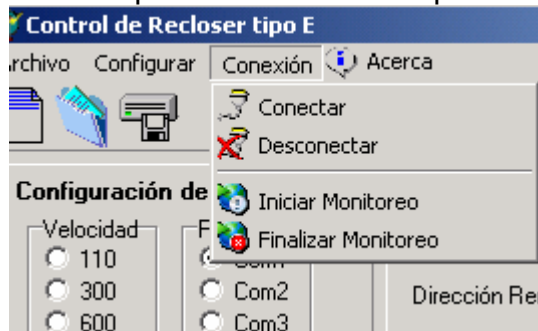 Control de Recloser tipo E
Archivo Configurar Conexión Acerca
Conectar
Desconectar
Iniciar Monitoreo
Finalizar Monitoreo
Configuración de
Velocidad
110
300 Com2 Dirección Re
600 Com3